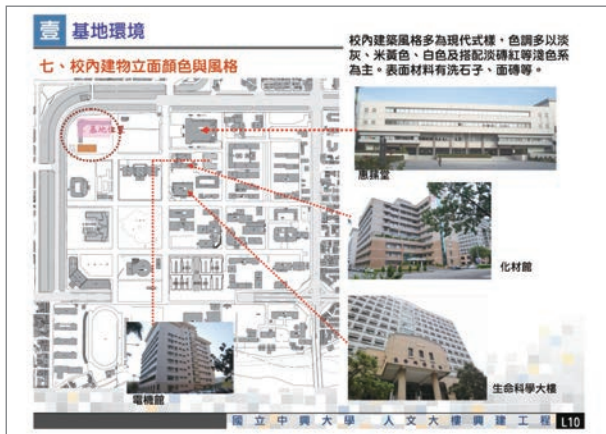 壹 基地環境
七、校內建物立面顏色與風格
校內建築風格多為現代式樣，色調多以淡
灰、米黃色、白色及搭配淡磚紅等淺色系
為主。表面材料有洗石子、面磚等。
基地位置
惠蓀堂
化材館
生命科學大樓
電機館
國立中興大學 人文大樓興建工程 L10